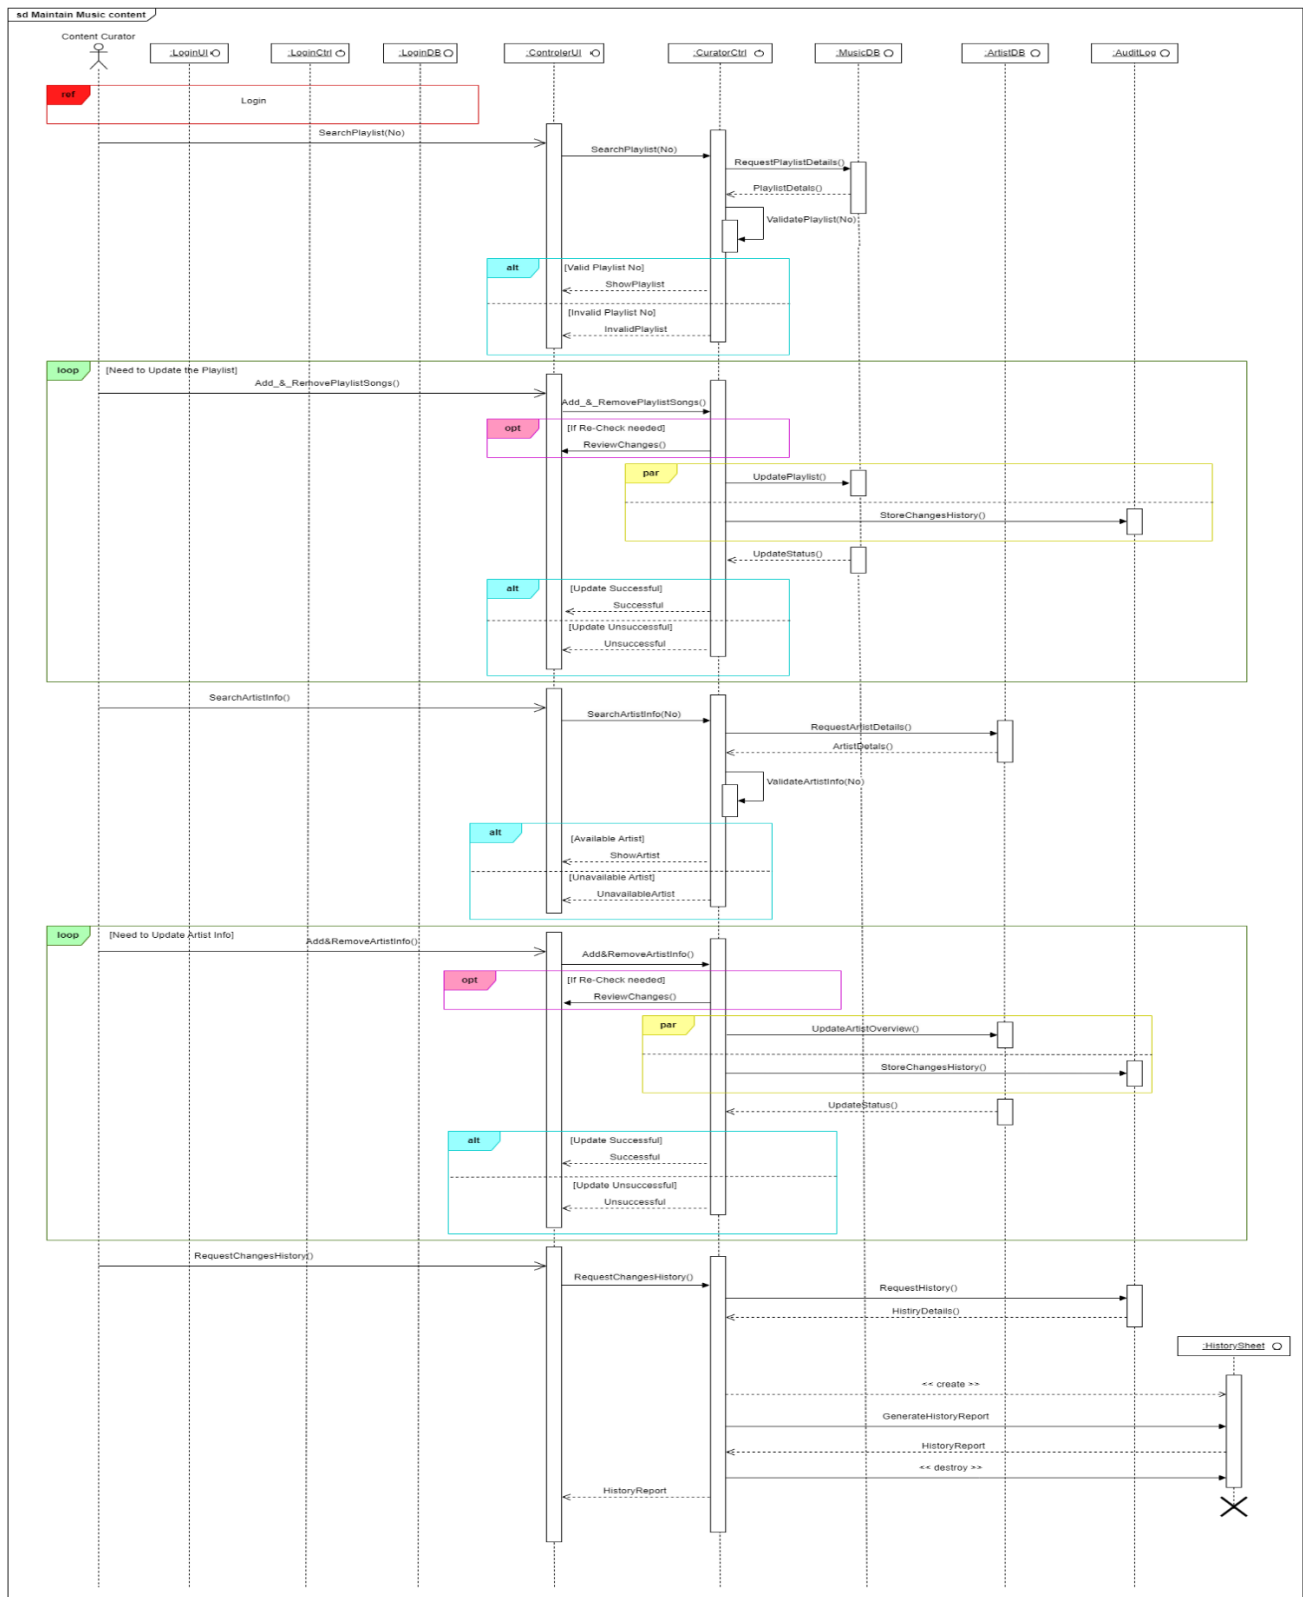 sd Maintain Music content
Content Curator
:LoginUI
:LoginCtrl
:LoginDB
:ControlerUI
:CuratorCtrl
:MusicDB
:ArtistDB
:AuditLog
ref
Login
SearchPlaylist(No)
SearchPlaylist(No)
RequestPlaylistDetails()
PlaylistDetals()
ValidatePlaylist(No)
alt
[Valid Playlist No]
ShowPlaylist
[Invalid Playlist No]
InvalidPlaylist
loop
[Need to Update the Playlist]
Add_&_RemovePlaylistSongs()
Add_&_RemovePlaylistSongs()
opt
[If Re-Check needed]
ReviewChanges()
par
UpdatePlaylist()
StoreChangesHistory()
UpdateStatus()
alt
[Update Successful]
Successful
[Update Unsuccessful]
Unsuccessful
SearchArtistInfo()
SearchArtistInfo(No)
RequestArtistDetails()
ArtistDetals()
ValidateArtistInfo(No)
alt
[Available Artist]
ShowArtist
[Unavailable Artist]
UnavailableArtist
loop
[Need to Update Artist Info]
Add&RemoveArtistInfo()
Add&RemoveArtistInfo()
opt
[If Re-Check needed]
ReviewChanges()
par
UpdateArtistOverview()
StoreChangesHistory()
UpdateStatus()
alt
[Update Successful]
Successful
[Update Unsuccessful]
Unsuccessful
RequestChangesHistory()
RequestChangesHistory()
RequestHistory()
HistiryDetails()
:HistorySheet
<< create >>
GenerateHistoryReport
HistoryReport
<< destroy >>
HistoryReport